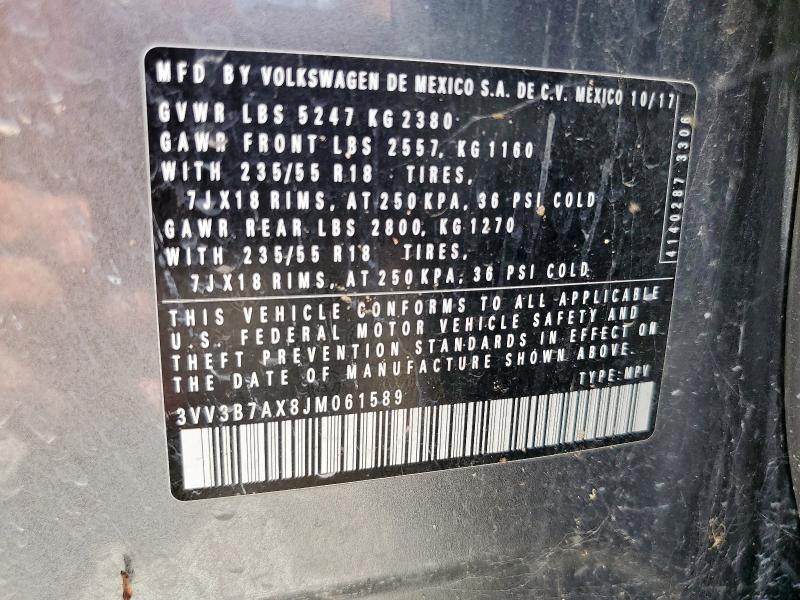 MFD BY VOLKSWAGEN DE MEXICO S.A. DE C.V. MEXICO 10/17
GVWR LBS 5247 KG 2380
GAWR FRONT LBS 2557, KG 1160
WITH 235/55 R18 TIRES,
7JX18 RIMS, AT 250 KPA, 36 PSI COLD
GAWR REAR LBS 2800, KG 1270
WITH 235/55 R18 TIRES,
7JX18 RIMS, AT 250 KPA, 36 PSI COLD
4140287 3306
THIS VEHICLE CONFORMS TO ALL APPLICABLE
U.S. FEDERAL MOTOR VEHICLE SAFETY AND
THEFT PREVENTION STANDARDS IN EFFECT ON
THE DATE OF MANUFACTURE SHOWN ABOVE.
TYPE: MPV
3VV3B7AX8JM061589